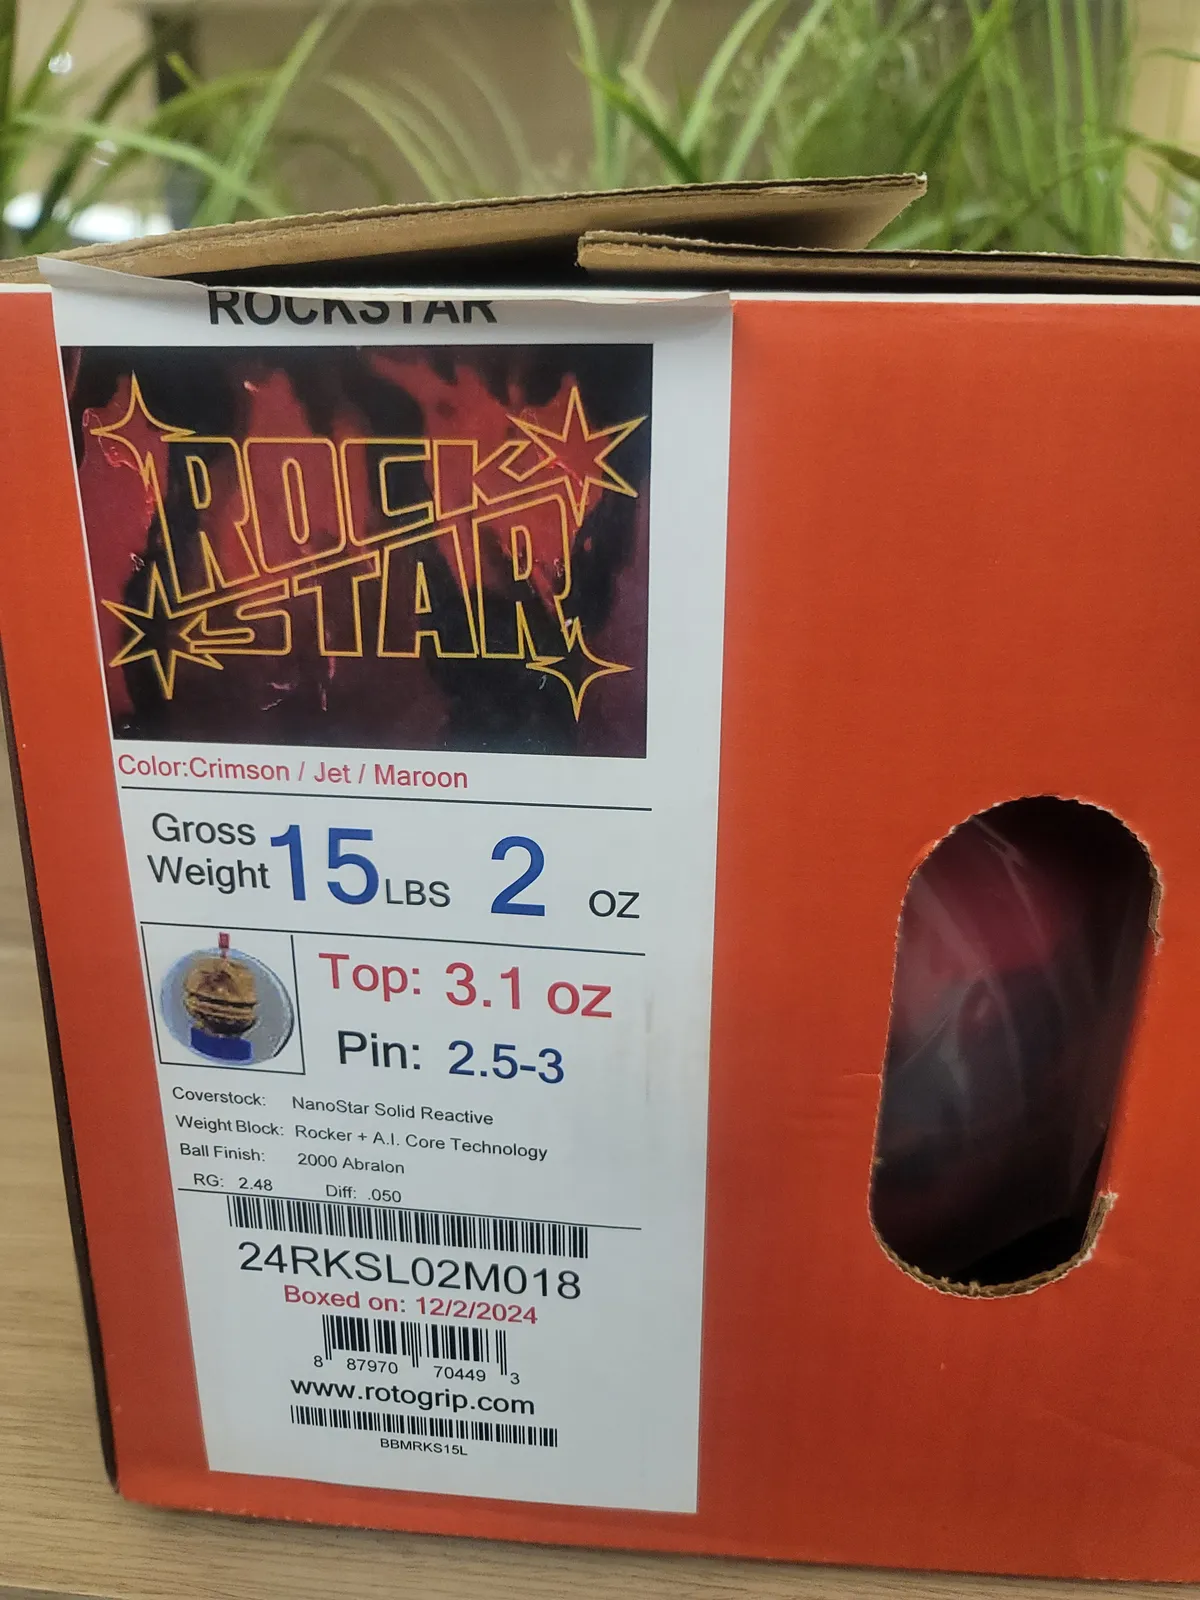 ROCKSTAR
ROCK
STAR
Color:Crimson / Jet / Maroon
Gross Weight 15 LBS 2 oz
Top: 3.1 oz
Pin: 2.5-3
Coverstock: NanoStar Solid Reactive
Weight Block: Rocker + A.I. Core Technology
Ball Finish: 2000 Abralon
RG: 2.48 Diff: .050
24RKSL02M018
Boxed on: 12/2/2024
8 87970 70449 3
www.rotogrip.com
BBMRKS15L